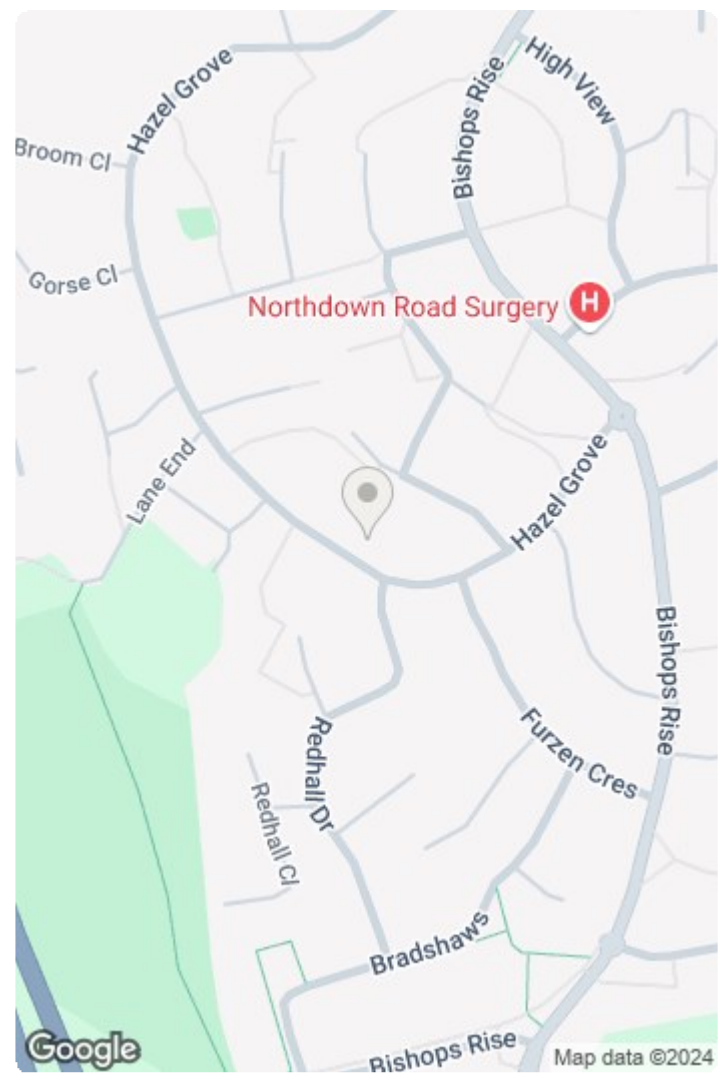 Hazel Grove
Bishops Rise
High View
Broom Cl
Gorse Cl
Northdown Road Surgery
H
Lane End
Hazel Grove
Bishops Rise
Furzen Cres
Redhall Dr
Redhall Cl
Bradshaws
Bishops Rise
Google
Map data ©2024